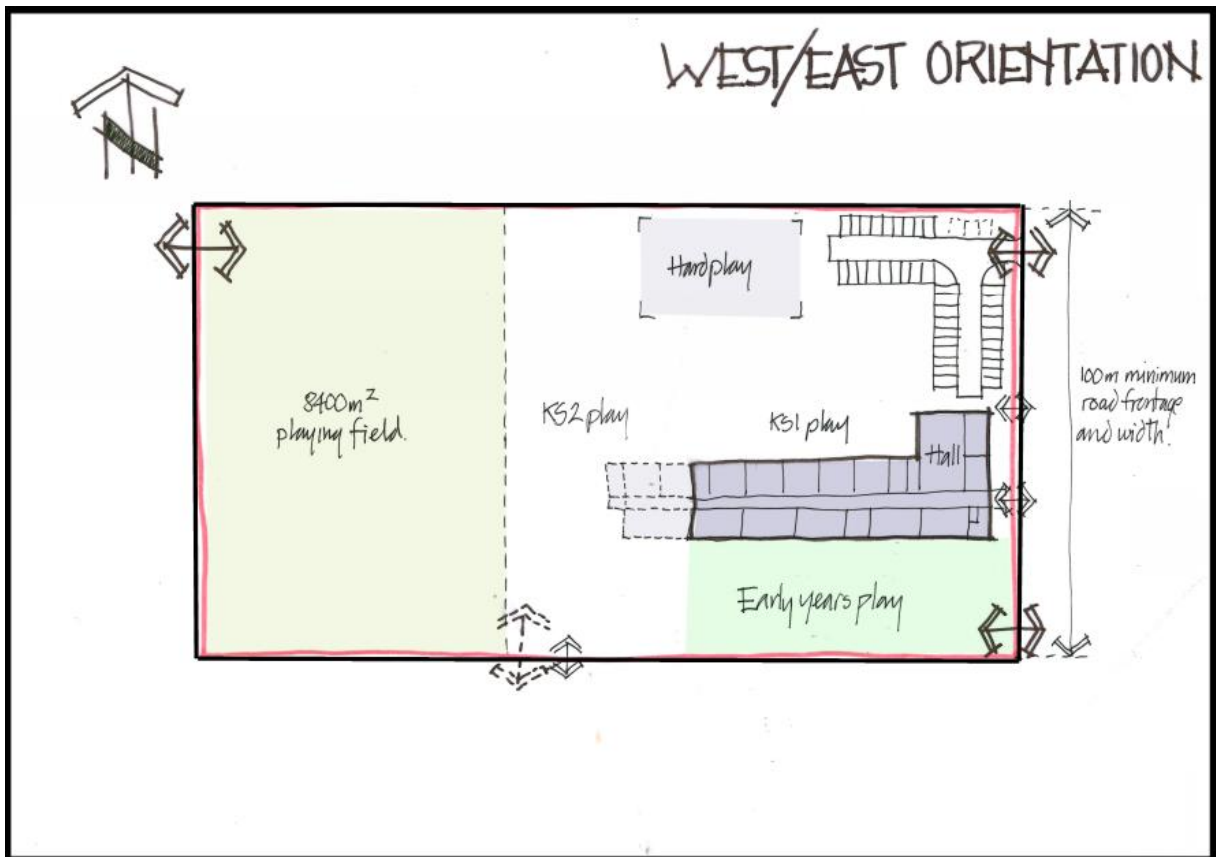 WEST/EAST ORIENTATION
N
Hardplay
8400m²
playing field.
KS2 play
KS1 play
Hall
100m minimum
road frontage
and width.
Early years play